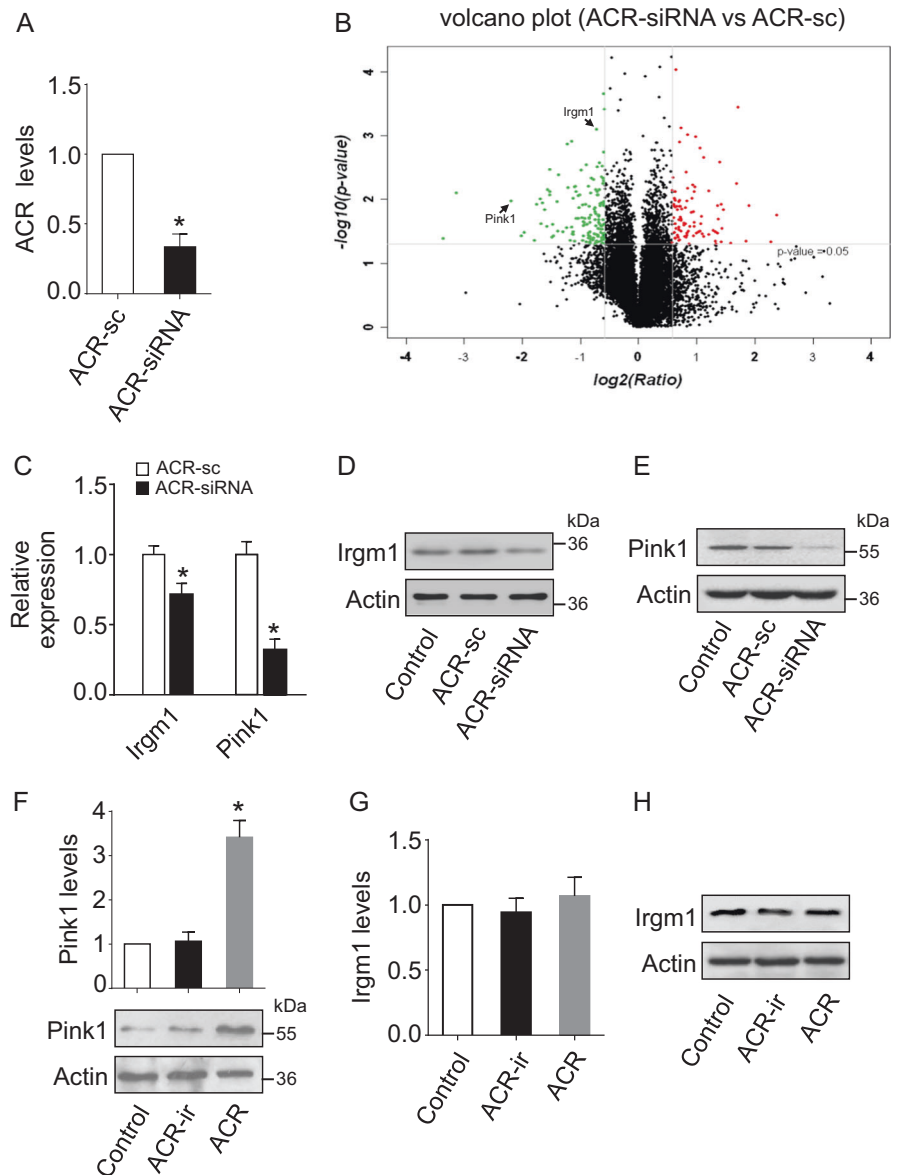 A
ACR levels
1.5
1.0
0.5
0.0
*
ACR-sc
ACR-siRNA
B
volcano plot (ACR-siRNA vs ACR-sc)
-log10(p-value)
4
3
2
1
0
Irgm1
Pink1
p-value = 0.05
-4
-3
-2
-1
0
1
2
3
4
log2(Ratio)
C
ACR-sc
ACR-siRNA
Relative
expression
1.5
1.0
0.5
0.0
*
*
Irgm1
Pink1
D
kDa
Irgm1
36
Actin
36
Control
ACR-sc
ACR-siRNA
E
kDa
Pink1
55
Actin
36
Control
ACR-sc
ACR-siRNA
F
Pink1 levels
4
3
2
1
0
*
kDa
Pink1
55
Actin
36
Control
ACR-ir
ACR
G
Irgm1 levels
1.5
1.0
0.5
0.0
Control
ACR-ir
ACR
H
Irgm1
Actin
Control
ACR-ir
ACR